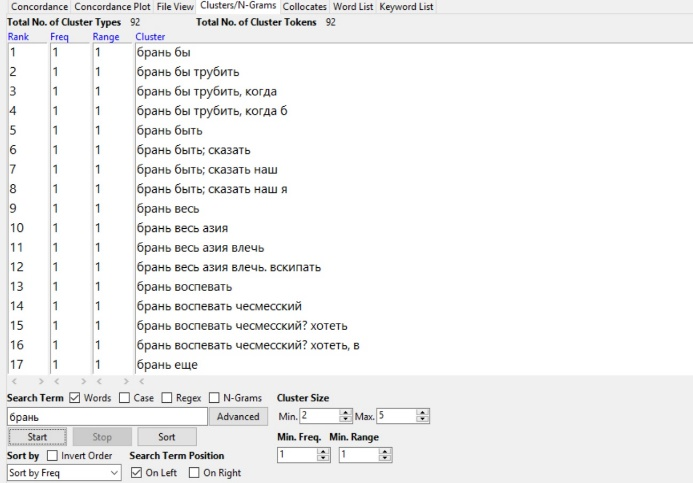 Concordance Concordance Plot File View Clusters/N-Grams Collocates Word List Keyword List
Total No. of Cluster Types 92 Total No. of Cluster Tokens 92
Rank Freq Range Cluster
1 1 1 брань бы
2 1 1 брань бы трубить
3 1 1 брань бы трубить, когда
4 1 1 брань бы трубить, когда б
5 1 1 брань быть
6 1 1 брань быть; сказать
7 1 1 брань быть; сказать наш
8 1 1 брань быть; сказать наш я
9 1 1 брань весь
10 1 1 брань весь азия
11 1 1 брань весь азия влечь
12 1 1 брань весь азия влечь. вскипать
13 1 1 брань воспевать
14 1 1 брань воспевать чесмесский
15 1 1 брань воспевать чесмесский? хотеть
16 1 1 брань воспевать чесмесский? хотеть, в
17 1 1 брань еще
Search Term Words Case Regex N-Grams Cluster Size
брань Advanced Min. 2 Max. 5
Start Stop Sort Min. Freq. Min. Range
Sort by Invert Order Search Term Position 1 1
Sort by Freq On Left On Right